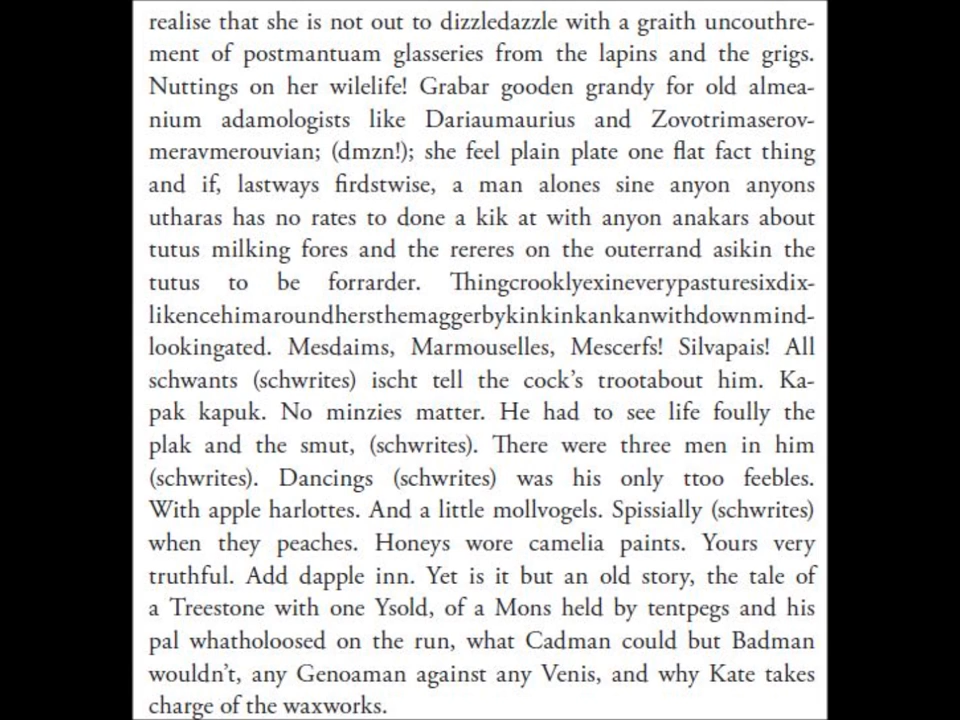 realise that she is not out to dizzledazzle with a graith uncouthre-
ment of postmantuam glasseries from the lapins and the grigs.
Nuttings on her wilelife! Grabar gooden grandy for old almea-
nium adamologists like Dariaumaurius and Zovotrimaserov-
meravmerouvian; (dmzn!); she feel plain plate one flat fact thing
and if, lastways firdstwise, a man alones sine anyon anyons
utharas has no rates to done a kik at with anyon anakars about
tutus milking fores and the rereres on the outerrand asikin the
tutus to be forrarder. Thingcrooklyexineverypasturesixdix-
likencehimaroundhersthemaggerbykinkinkankanwithdownmind-
lookingated. Mesdaims, Marmouselles, Mescerfs! Silvapais! All
schwants (schwrites) ischt tell the cock's trootabout him. Ka-
pak kapuk. No minzies matter. He had to see life foully the
plak and the smut, (schwrites). There were three men in him
(schwrites). Dancings (schwrites) was his only ttoo feebles.
With apple harlottes. And a little mollvogels. Spissially (schwrites)
when they peaches. Honeys wore camelia paints. Yours very
truthful. Add dapple inn. Yet is it but an old story, the tale of
a Treestone with one Ysold, of a Mons held by tentpegs and his
pal whatholoosed on the run, what Cadman could but Badman
wouldn't, any Genoaman against any Venis, and why Kate takes
charge of the waxworks.